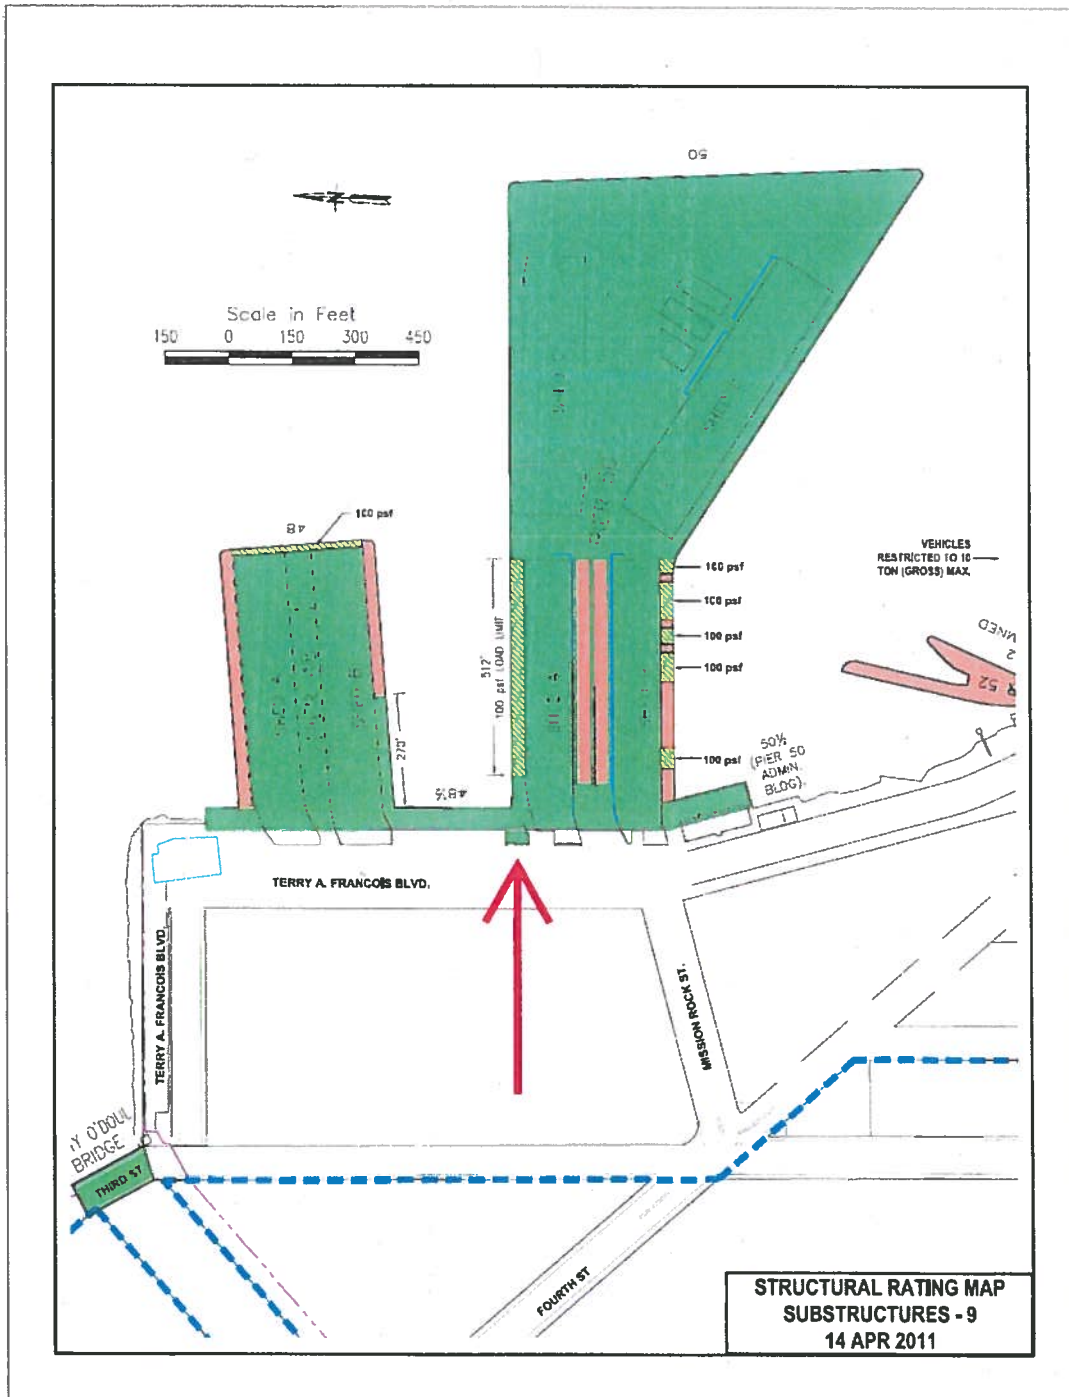 50
Scale in Feet
150 0 150 300 450
48
100 psf
VEHICLES
RESTRICTED TO 10
TON (GROSS) MAX.
100 psf
100 psf
100 psf
100 psf
100 psf
512'
100 psf LOAD LIMIT
270'
48½
52
50½
(PIER 50
ADMIN.
BLDG).
TERRY A. FRANCOIS BLVD.
TERRY A. FRANCOIS BLVD.
MISSION ROCK ST.
Y O'DOUL
BRIDGE
THIRD ST
FOURTH ST
STRUCTURAL RATING MAP
SUBSTRUCTURES - 9
14 APR 2011